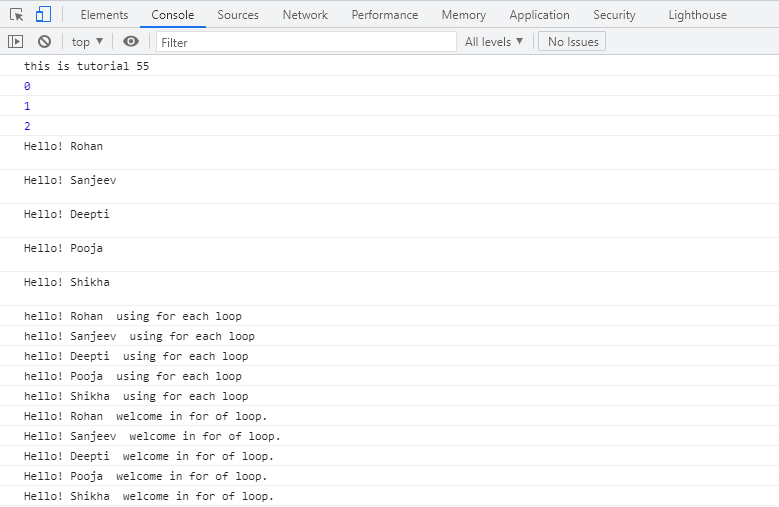 Elements Console Sources Network Performance Memory Application Security Lighthouse
top ▼ Filter All levels ▼ No Issues
this is tutorial 55
0
1
2
Hello! Rohan
Hello! Sanjeev
Hello! Deepti
Hello! Pooja
Hello! Shikha
hello! Rohan  using for each loop
hello! Sanjeev  using for each loop
hello! Deepti  using for each loop
hello! Pooja  using for each loop
hello! Shikha  using for each loop
Hello! Rohan  welcome in for of loop.
Hello! Sanjeev  welcome in for of loop.
Hello! Deepti  welcome in for of loop.
Hello! Pooja  welcome in for of loop.
Hello! Shikha  welcome in for of loop.